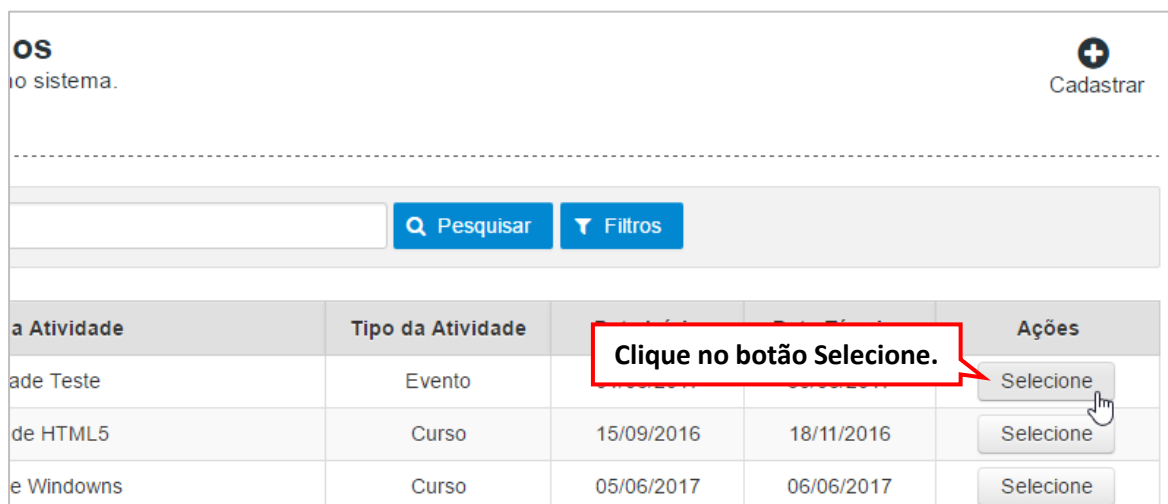 os
no sistema.
Cadastrar
Pesquisar
Filtros
a Atividade
Tipo da Atividade
Ações
Clique no botão Selecione.
ade Teste
Evento
Selecione
de HTML5
Curso
15/09/2016
18/11/2016
Selecione
e Windowns
Curso
05/06/2017
06/06/2017
Selecione